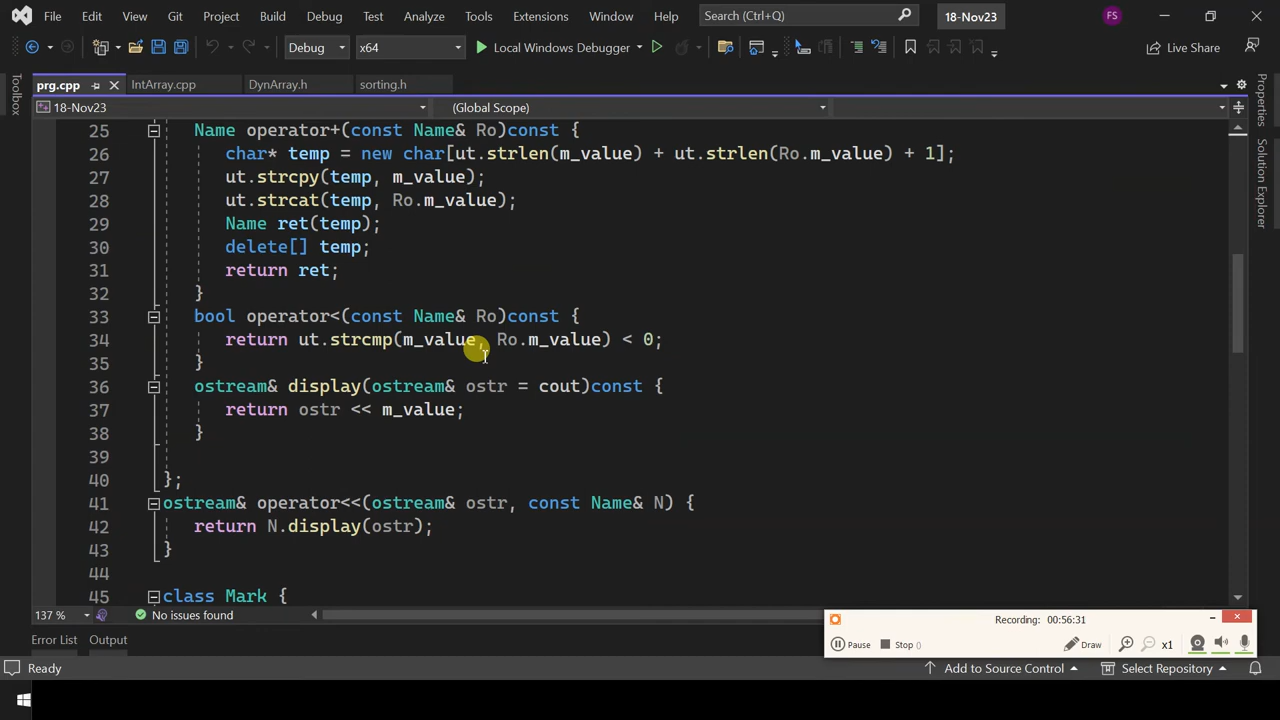 File Edit View Git Project Build Debug Test Analyze Tools Extensions Window Help Search (Ctrl+Q) 18-Nov23 FS
Debug x64 Local Windows Debugger Live Share
prg.cpp IntArray.cpp DynArray.h sorting.h
18-Nov23 (Global Scope)
Toolbox
Properties
Solution Explorer
25 Name operator+(const Name& Ro)const {
26 char* temp = new char[ut.strlen(m_value) + ut.strlen(Ro.m_value) + 1];
27 ut.strcpy(temp, m_value);
28 ut.strcat(temp, Ro.m_value);
29 Name ret(temp);
30 delete[] temp;
31 return ret;
32 }
33 bool operator<(const Name& Ro)const {
34 return ut.strcmp(m_value, Ro.m_value) < 0;
35 }
36 ostream& display(ostream& ostr = cout)const {
37 return ostr << m_value;
38 }
39
40 };
41 ostream& operator<<(ostream& ostr, const Name& N) {
42 return N.display(ostr);
43 }
44
45 class Mark {
137 % No issues found
Recording: 00:56:31
Pause Stop () Draw x1
Error List Output
Ready Add to Source Control Select Repository